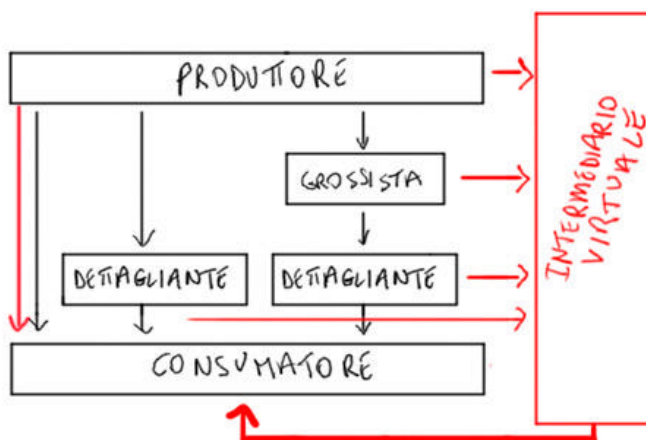 PRODUTTORE
GROSSISTA
DETTAGLIANTE
DETTAGLIANTE
CONSUMATORE
INTERMEDIARIO
VIRTUALE